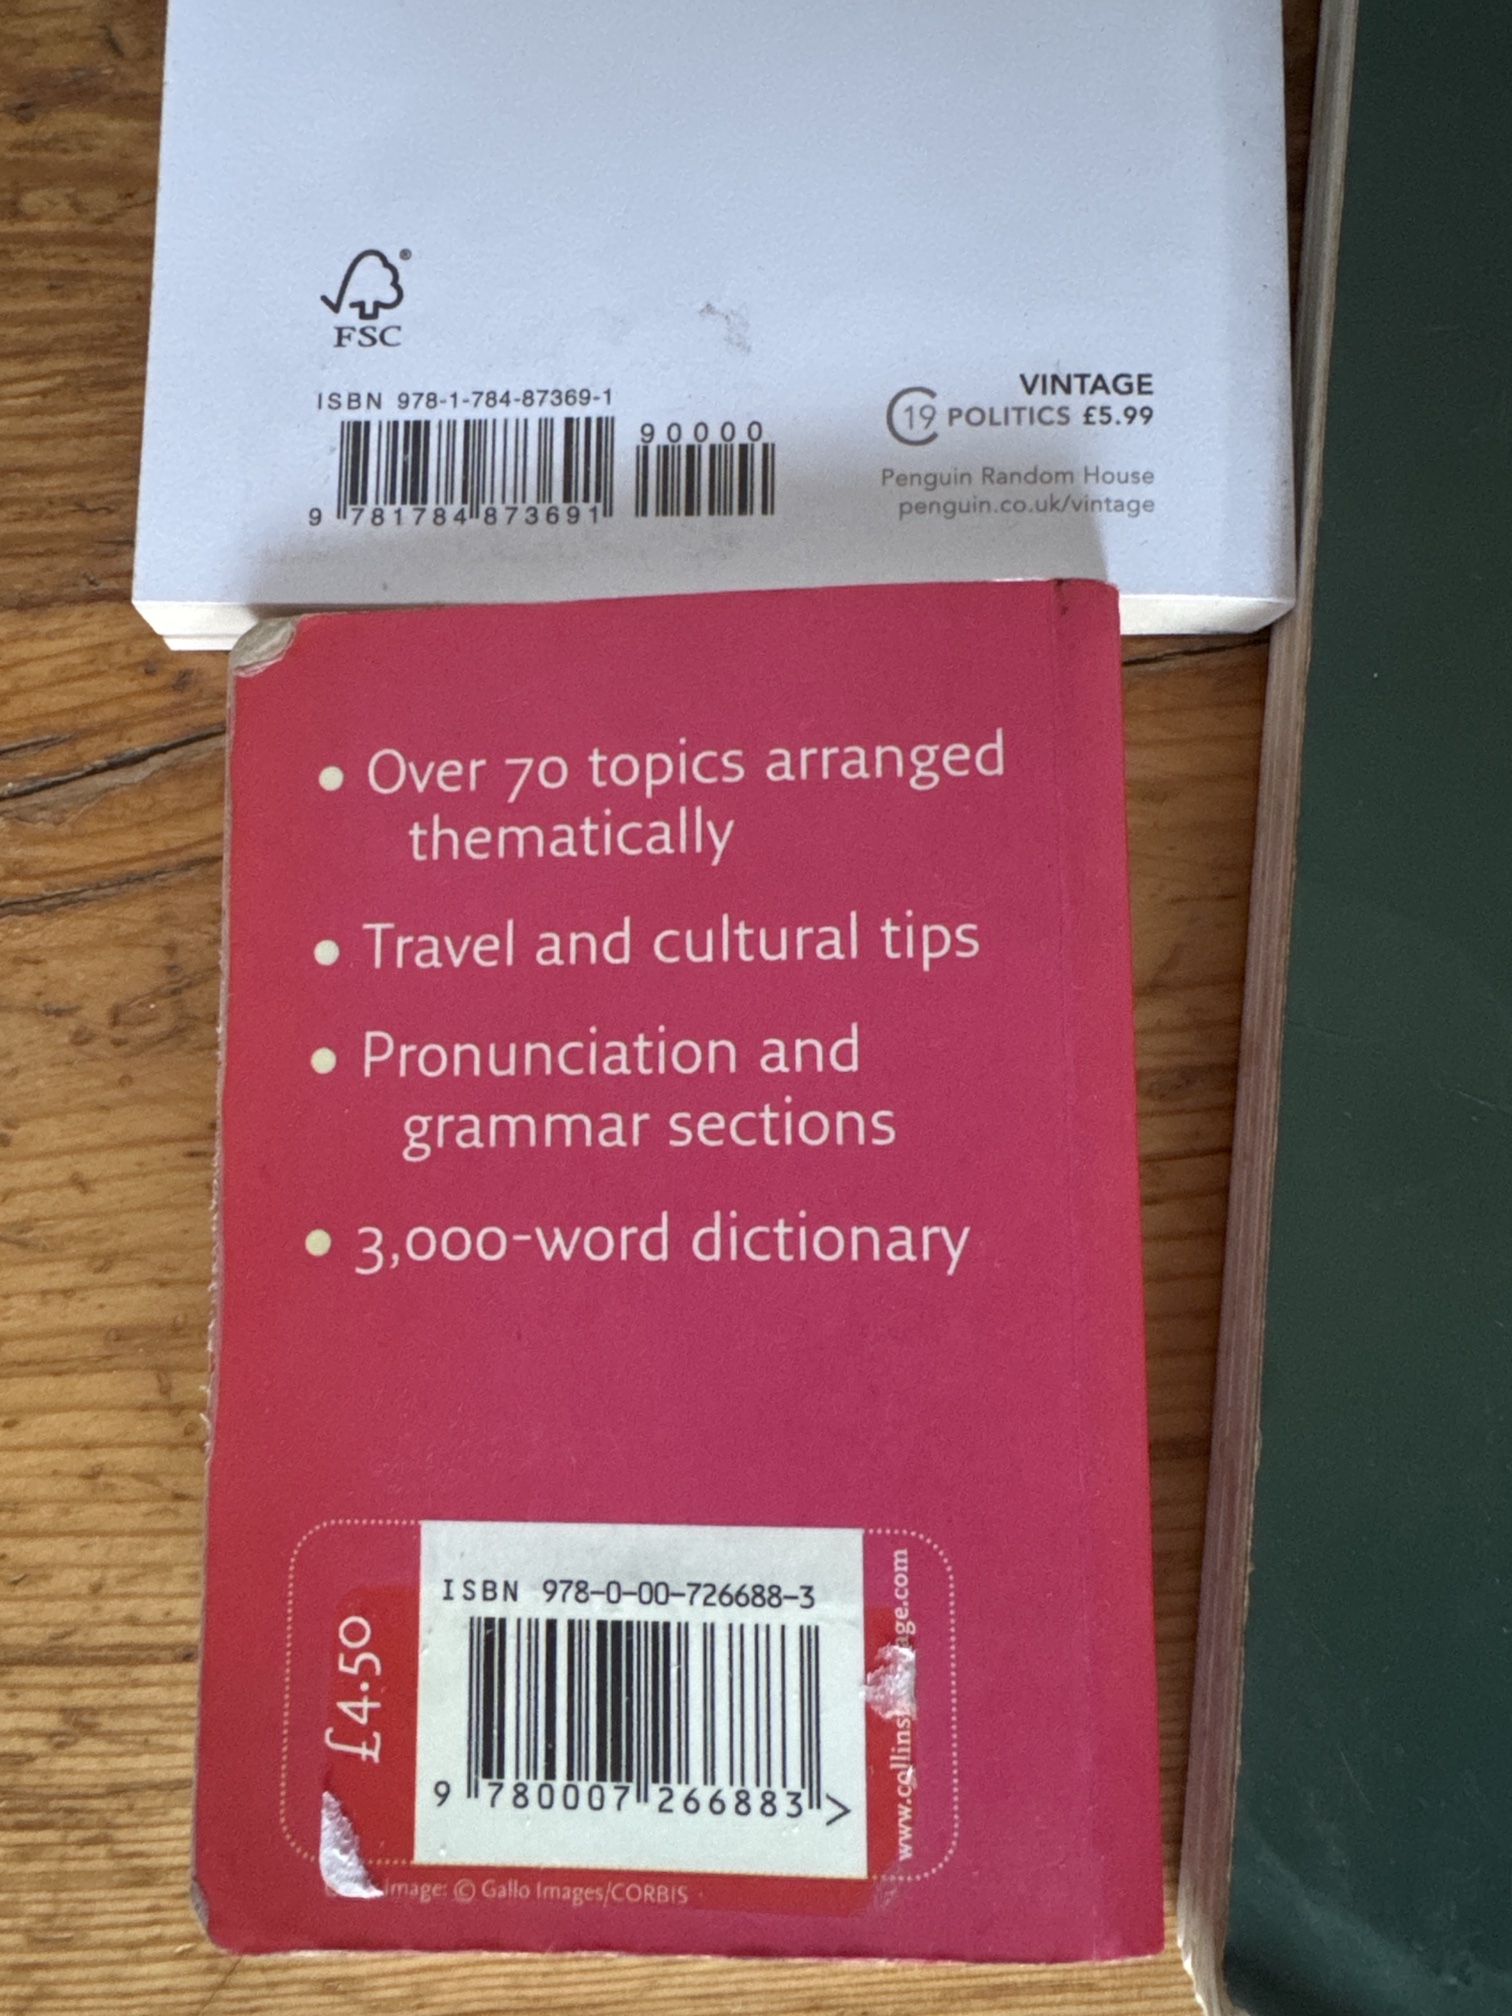 FSC
ISBN 978-1-784-87369-1
90000
9 781784 873691
VINTAGE
19 POLITICS £5.99
Penguin Random House
penguin.co.uk/vintage
• Over 70 topics arranged
thematically
• Travel and cultural tips
• Pronunciation and
grammar sections
• 3,000-word dictionary
£4.50
ISBN 978-0-00-726688-3
9 780007 266883 >
image: © Gallo Images/CORBIS